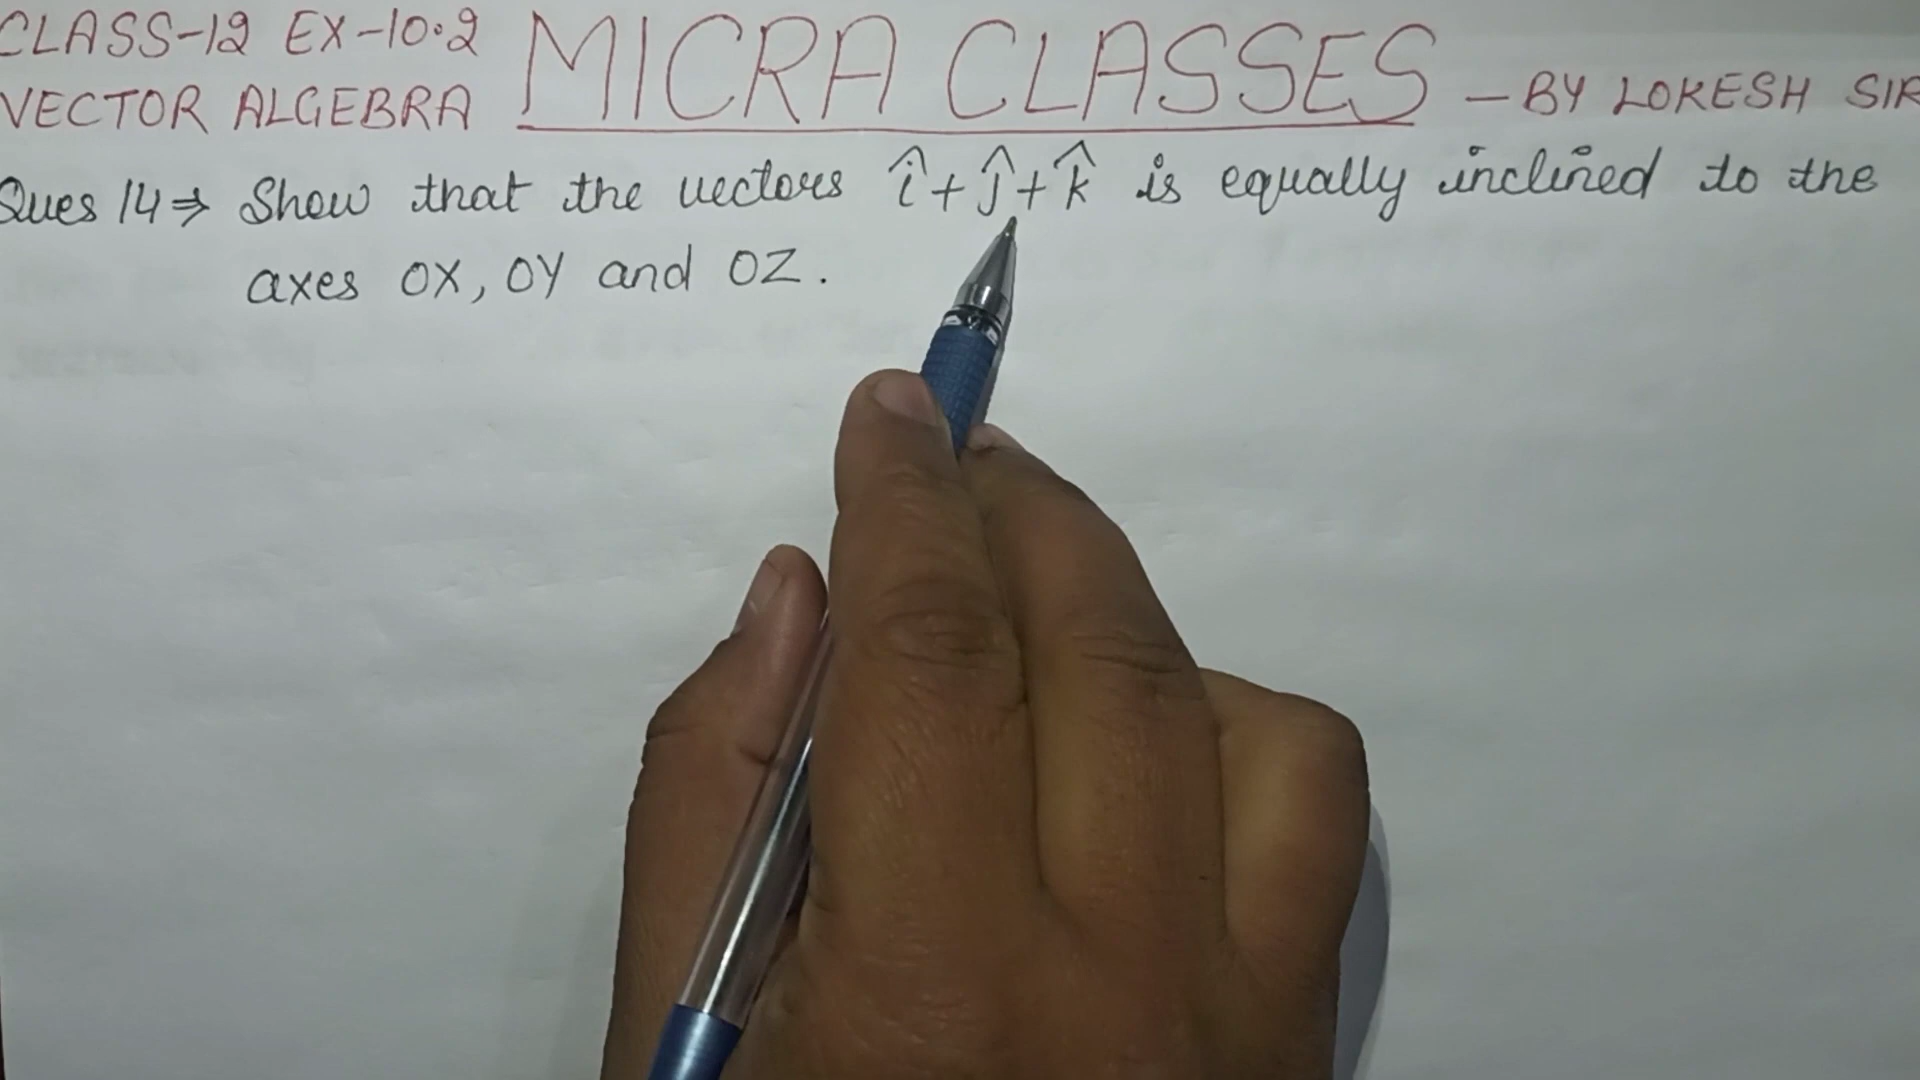 CLASS-12 EX-10.2 MICRA CLASSES – BY LOKESH SIR
VECTOR ALGEBRA
Ques 14⇒ Show that the vectors î+ĵ+k̂ is equally inclined to the
axes OX, OY and OZ.